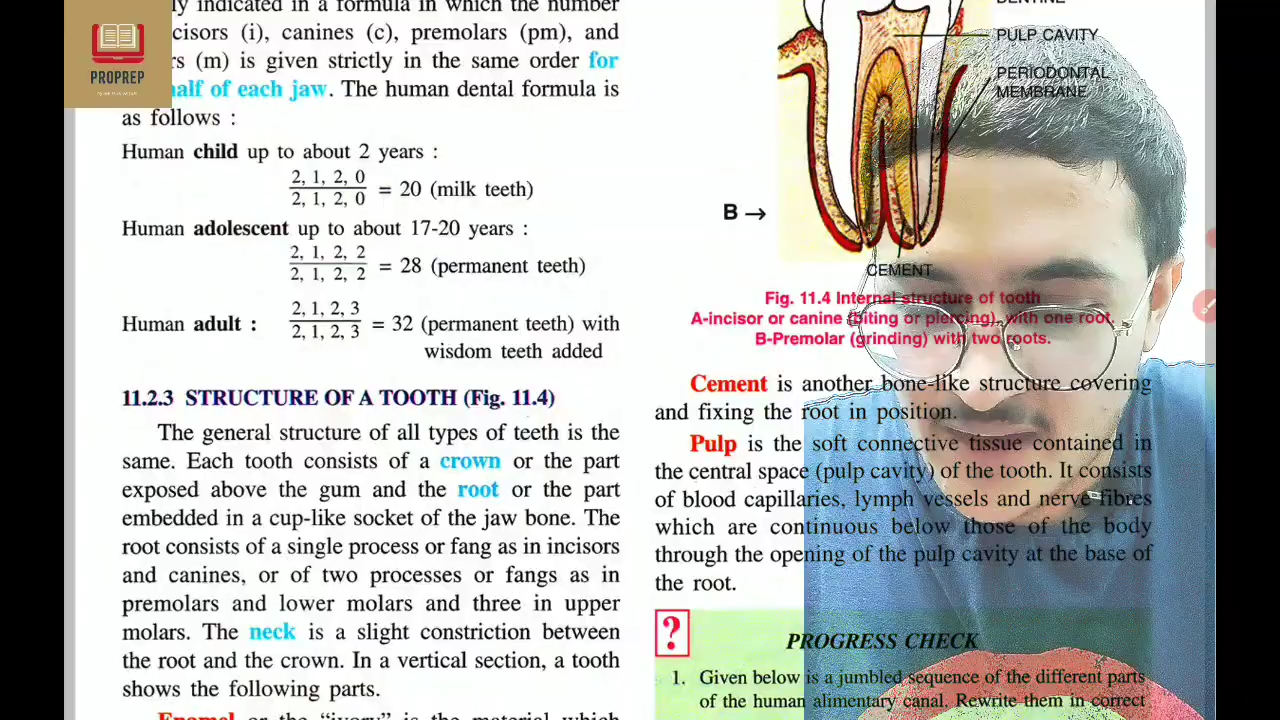 PROPREP
ly indicated in a formula in which the number
cisors (i), canines (c), premolars (pm), and
rs (m) is given strictly in the same order for
half of each jaw. The human dental formula is
as follows :
Human child up to about 2 years :
2, 1, 2, 0
2, 1, 2, 0 = 20 (milk teeth)
Human adolescent up to about 17-20 years :
2, 1, 2, 2
2, 1, 2, 2 = 28 (permanent teeth)
Human adult : 2, 1, 2, 3
2, 1, 2, 3 = 32 (permanent teeth) with
wisdom teeth added
11.2.3 STRUCTURE OF A TOOTH (Fig. 11.4)
The general structure of all types of teeth is the
same. Each tooth consists of a crown or the part
exposed above the gum and the root or the part
embedded in a cup-like socket of the jaw bone. The
root consists of a single process or fang as in incisors
and canines, or of two processes or fangs as in
premolars and lower molars and three in upper
molars. The neck is a slight constriction between
the root and the crown. In a vertical section, a tooth
shows the following parts.
Enamel or the “ivory” is the material which
DENTINE
PULP CAVITY
PERIODONTAL
MEMBRANE
B →
CEMENT
Fig. 11.4 Internal structure of tooth
A-incisor or canine (biting or piercing), with one root.
B-Premolar (grinding) with two roots.
Cement is another bone-like structure covering
and fixing the root in position.
Pulp is the soft connective tissue contained in
the central space (pulp cavity) of the tooth. It consists
of blood capillaries, lymph vessels and nerve fibres
which are continuous below those of the body
through the opening of the pulp cavity at the base of
the root.
?
PROGRESS CHECK
1. Given below is a jumbled sequence of the different parts
of the human alimentary canal. Rewrite them in correct